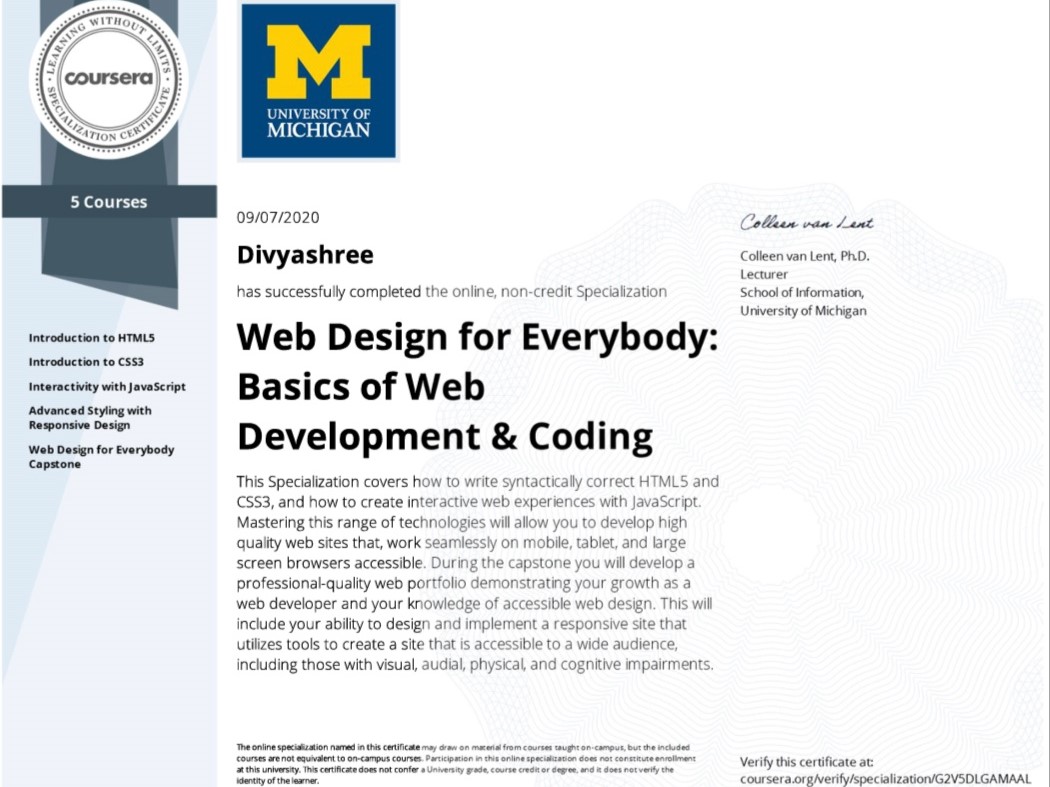 LEARNING WITHOUT LIMITS
coursera
SPECIALIZATION CERTIFICATE
5 Courses
Introduction to HTML5
Introduction to CSS3
Interactivity with JavaScript
Advanced Styling with
Responsive Design
Web Design for Everybody
Capstone
M
UNIVERSITY OF
MICHIGAN
09/07/2020
Divyashree
has successfully completed the online, non-credit Specialization
Web Design for Everybody:
Basics of Web
Development & Coding
This Specialization covers how to write syntactically correct HTML5 and
CSS3, and how to create interactive web experiences with JavaScript.
Mastering this range of technologies will allow you to develop high
quality web sites that, work seamlessly on mobile, tablet, and large
screen browsers accessible. During the capstone you will develop a
professional-quality web portfolio demonstrating your growth as a
web developer and your knowledge of accessible web design. This will
include your ability to design and implement a responsive site that
utilizes tools to create a site that is accessible to a wide audience,
including those with visual, audial, physical, and cognitive impairments.
Colleen van Lent
Colleen van Lent, Ph.D.
Lecturer
School of Information,
University of Michigan
The online specialization named in this certificate may draw on material from courses taught on-campus, but the included
courses are not equivalent to on-campus courses. Participation in this online specialization does not constitute enrollment
at this university. This certificate does not confer a University grade, course credit or degree, and it does not verify the
identity of the learner.
Verify this certificate at:
coursera.org/verify/specialization/G2V5DLGAMAAL